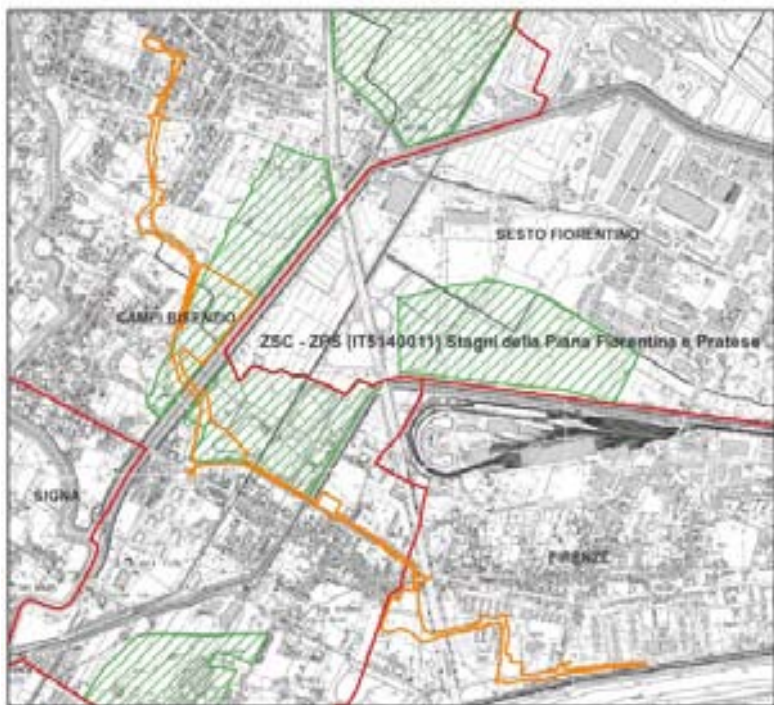 SESTO FIORENTINO
CAMPI BISENZIO
ZSC - ZPS (IT5140011) Stagni della Piana Fiorentina e Pratese
SIGNA
FIRENZE